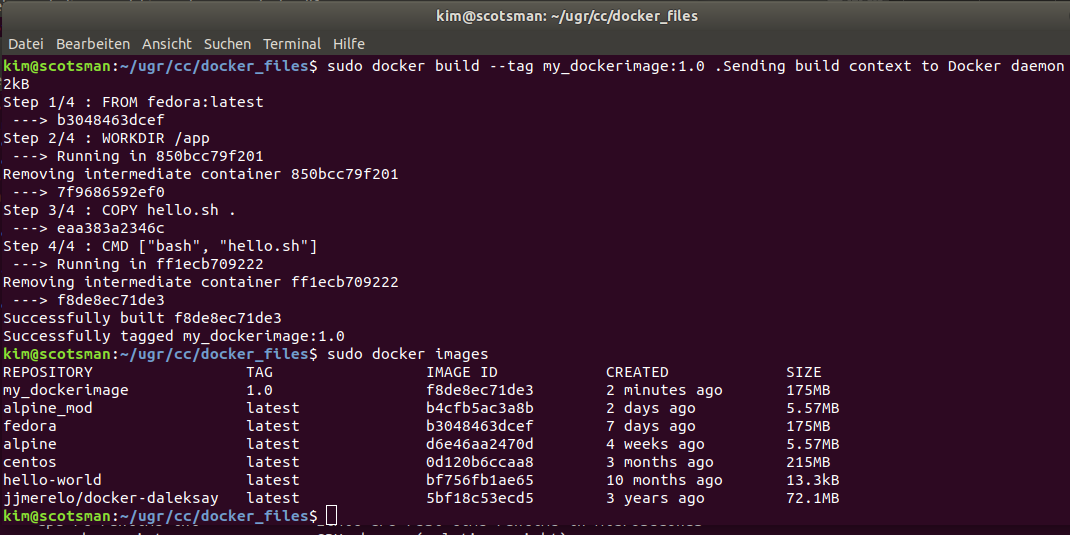 kim@scotsman: ~/ugr/cc/docker_files
Datei Bearbeiten Ansicht Suchen Terminal Hilfe
kim@scotsman:~/ugr/cc/docker_files$ sudo docker build --tag my_dockerimage:1.0 .Sending build context to Docker daemon
2kB
Step 1/4 : FROM fedora:latest
---> b3048463dcef
Step 2/4 : WORKDIR /app
---> Running in 850bcc79f201
Removing intermediate container 850bcc79f201
---> 7f9686592ef0
Step 3/4 : COPY hello.sh .
---> eaa383a2346c
Step 4/4 : CMD ["bash", "hello.sh"]
---> Running in ff1ecb709222
Removing intermediate container ff1ecb709222
---> f8de8ec71de3
Successfully built f8de8ec71de3
Successfully tagged my_dockerimage:1.0
kim@scotsman:~/ugr/cc/docker_files$ sudo docker images
REPOSITORY TAG IMAGE ID CREATED SIZE
my_dockerimage 1.0 f8de8ec71de3 2 minutes ago 175MB
alpine_mod latest b4cfb5ac3a8b 2 days ago 5.57MB
fedora latest b3048463dcef 7 days ago 175MB
alpine latest d6e46aa2470d 4 weeks ago 5.57MB
centos latest 0d120b6ccaa8 3 months ago 215MB
hello-world latest bf756fb1ae65 10 months ago 13.3kB
jjmerelo/docker-daleksay latest 5bf18c53ecd5 3 years ago 72.1MB
kim@scotsman:~/ugr/cc/docker_files$